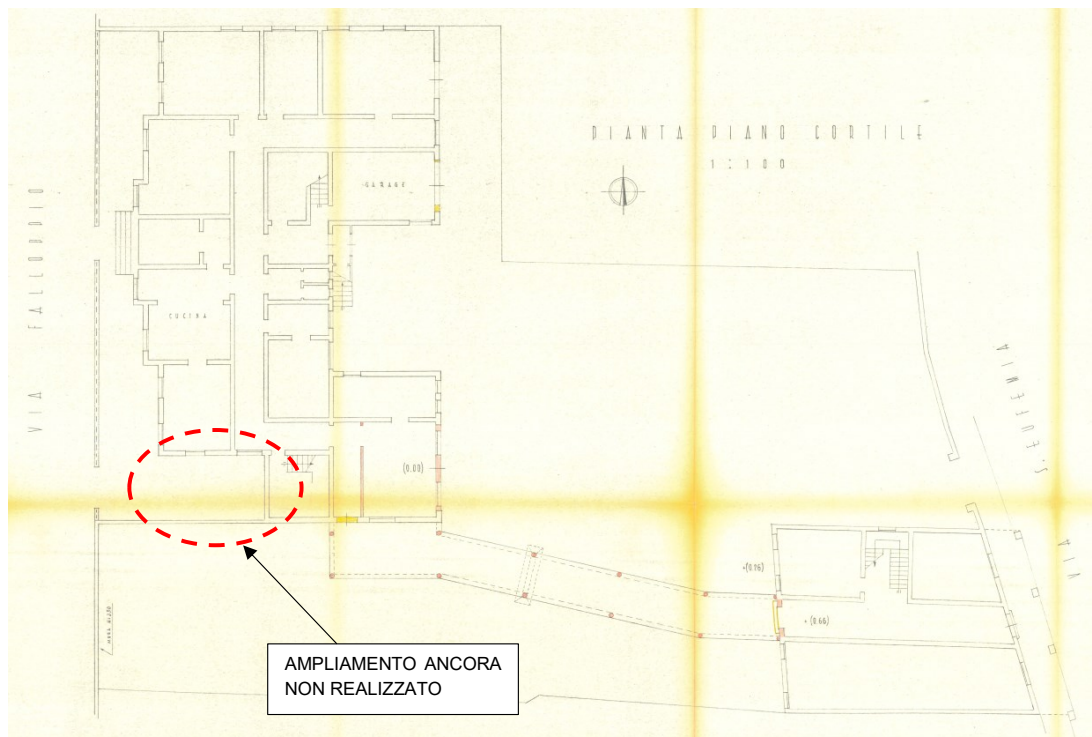 PIANTA PIANO CORTILE
1:100
VIA FALLOPPIO
GARAGE
CUCINA
(0.00)
S. EUFEMIA
VIA
+(0.16)
+(0.66)
AMPLIAMENTO ANCORA
NON REALIZZATO